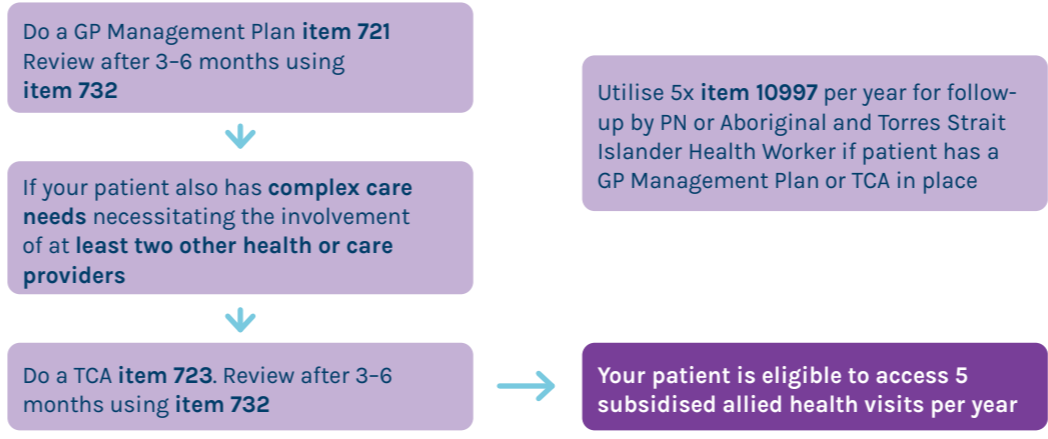 Do a GP Management Plan item 721
Review after 3–6 months using
item 732
If your patient also has complex care
needs necessitating the involvement
of at least two other health or care
providers
Do a TCA item 723. Review after 3–6
months using item 732
Utilise 5x item 10997 per year for follow-
up by PN or Aboriginal and Torres Strait
Islander Health Worker if patient has a
GP Management Plan or TCA in place
Your patient is eligible to access 5
subsidised allied health visits per year